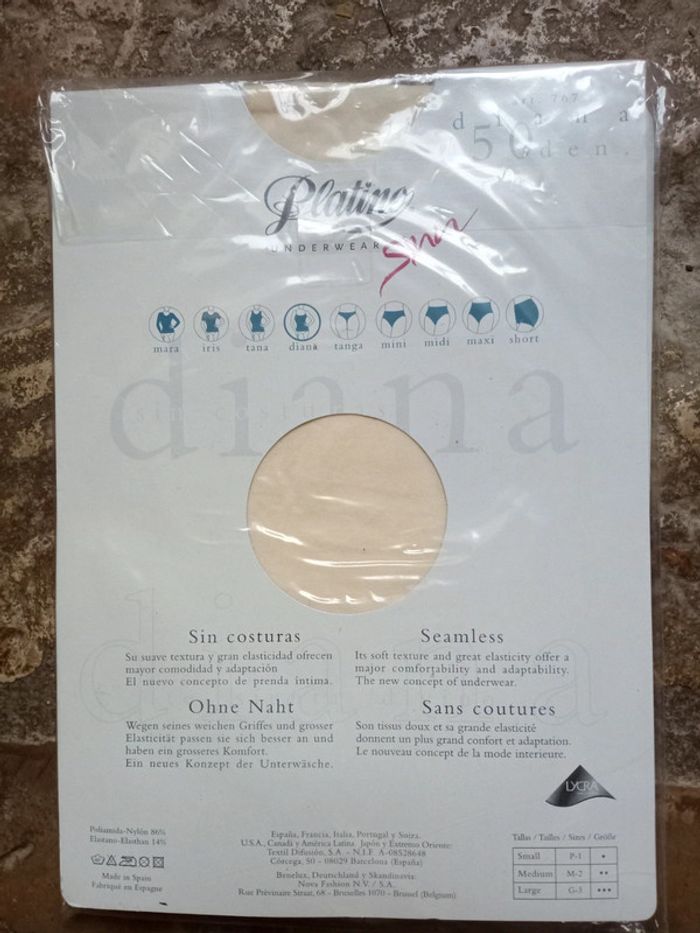 art. 767
diana
50 den.
Platino
UNDERWEAR
Spin
mara iris tana diana tanga mini midi maxi short
diana
sin costuras
Sin costuras
Su suave textura y gran elasticidad ofrecen
mayor comodidad y adaptación
El nuevo concepto de prenda íntima.
Seamless
Its soft texture and great elasticity offer a
major comfortability and adaptability.
The new concept of underwear.
diana
Ohne Naht
Wegen seines weichen Griffes und grosser
Elasticität passen sie sich besser an und
haben ein grosseres Komfort.
Ein neues Konzept der Unterwäsche.
Sans coutures
Son tissus doux et sa grande elasticité
donnent un plus grand confort et adaptation.
Le nouveau concept de la mode interieure.
LYCRA
Poliamida-Nylon 86%
Elastano-Elasthan 14%
Made in Spain
Fabriqué en Espagne
España, Francia, Italia, Portugal y Suiza.
U.S.A., Canadá y América Latina. Japón y Extremo Oriente:
Textil Difusión, S.A. - N.I.F. A-08528648
Córcega, 50 - 08029 Barcelona (España)
Benelux, Deutschland y Skandinavia:
Nova Fashion N.V. / S.A.
Rue Prévinaire Straat, 50 - Bruxelles 1070 - Brussel (Belgium)
Tallas / Tailles / Sizes / Größe
Small P-1 •
Medium M-2 ••
Large G-3 •••